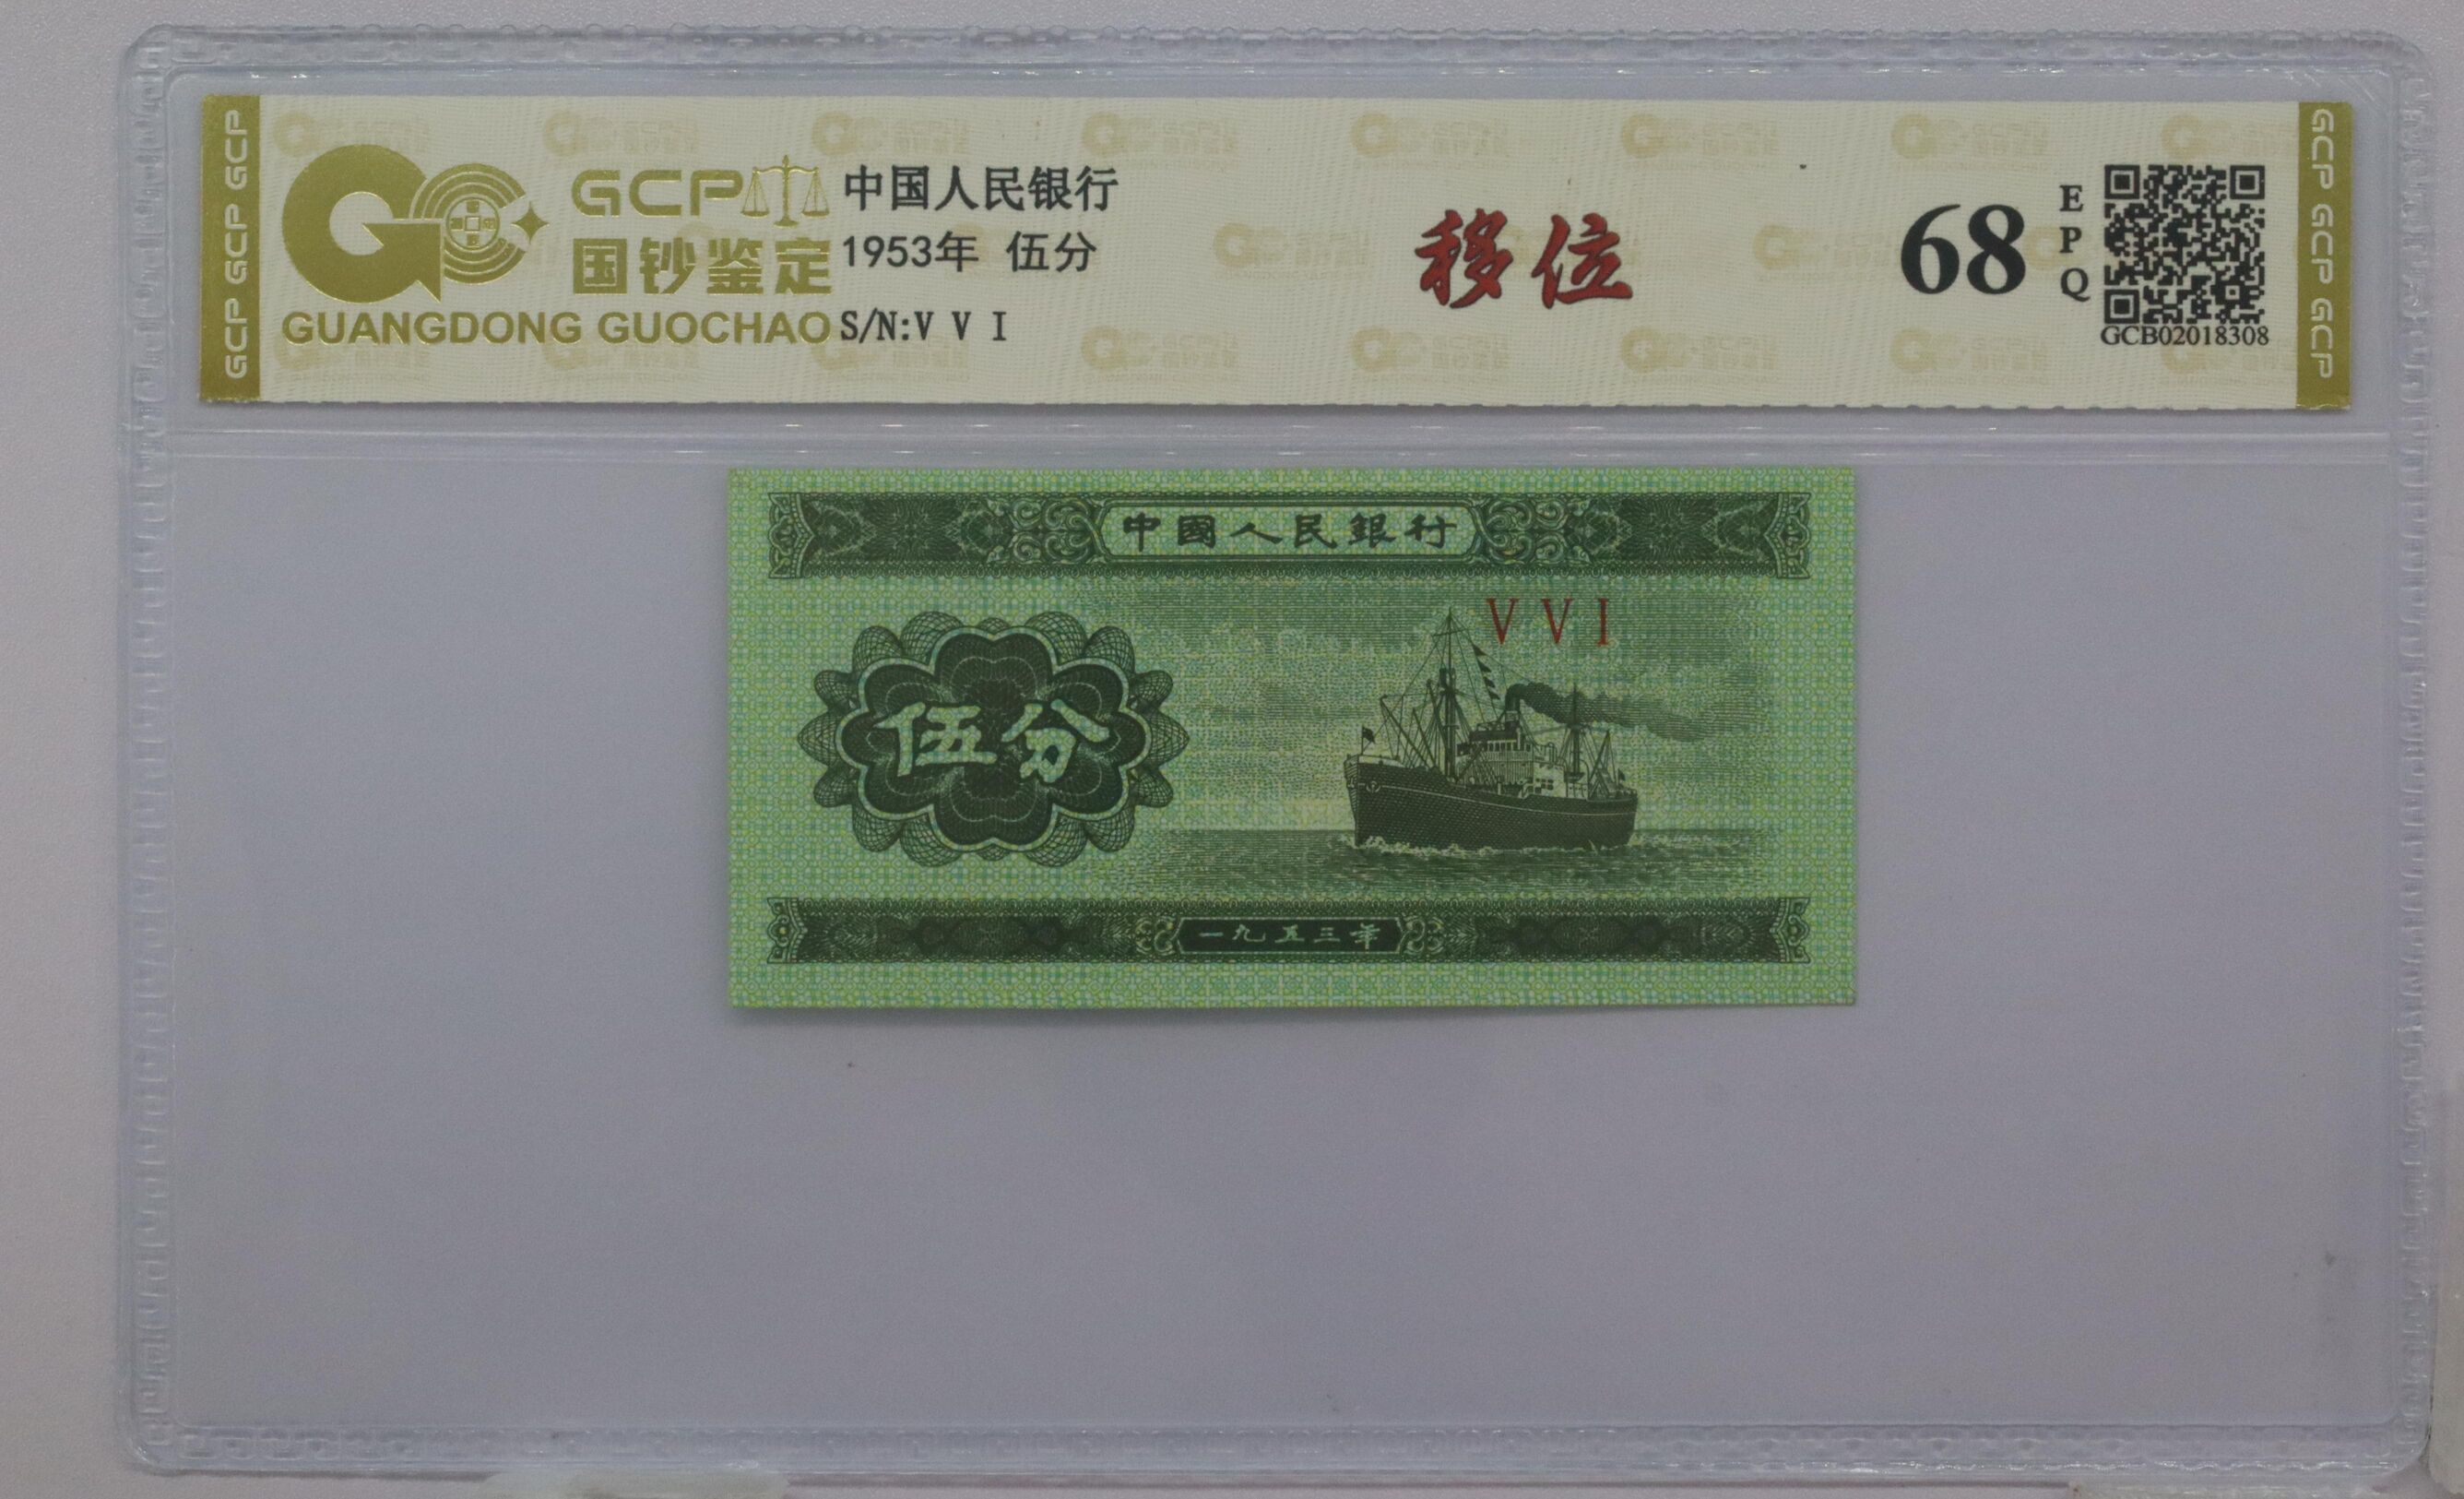 GCP GCP GCP
GCP
国钞鉴定
GUANGDONG GUOCHAO
中国人民银行
1953年 伍分
S/N:V V I
移位
68
EPQ
GCB02018308
GCP GCP GCP
中國人民銀行
V V I
伍分
一九五三年